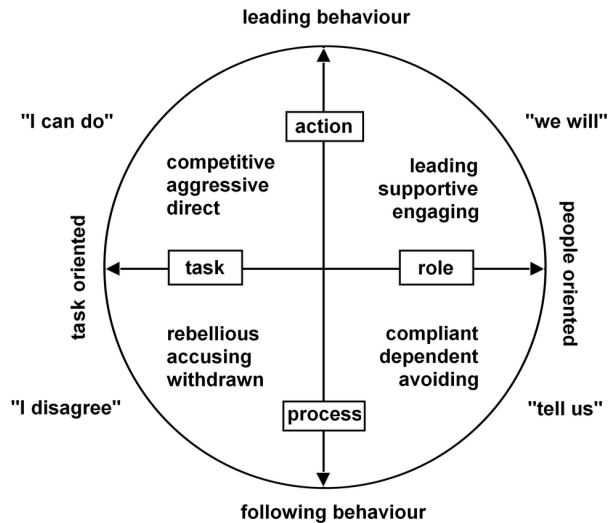 leading behaviour
"I can do"
"we will"
action
competitive
aggressive
direct
leading
supportive
engaging
task oriented
task
role
people oriented
rebellious
accusing
withdrawn
compliant
dependent
avoiding
"I disagree"
process
"tell us"
following behaviour